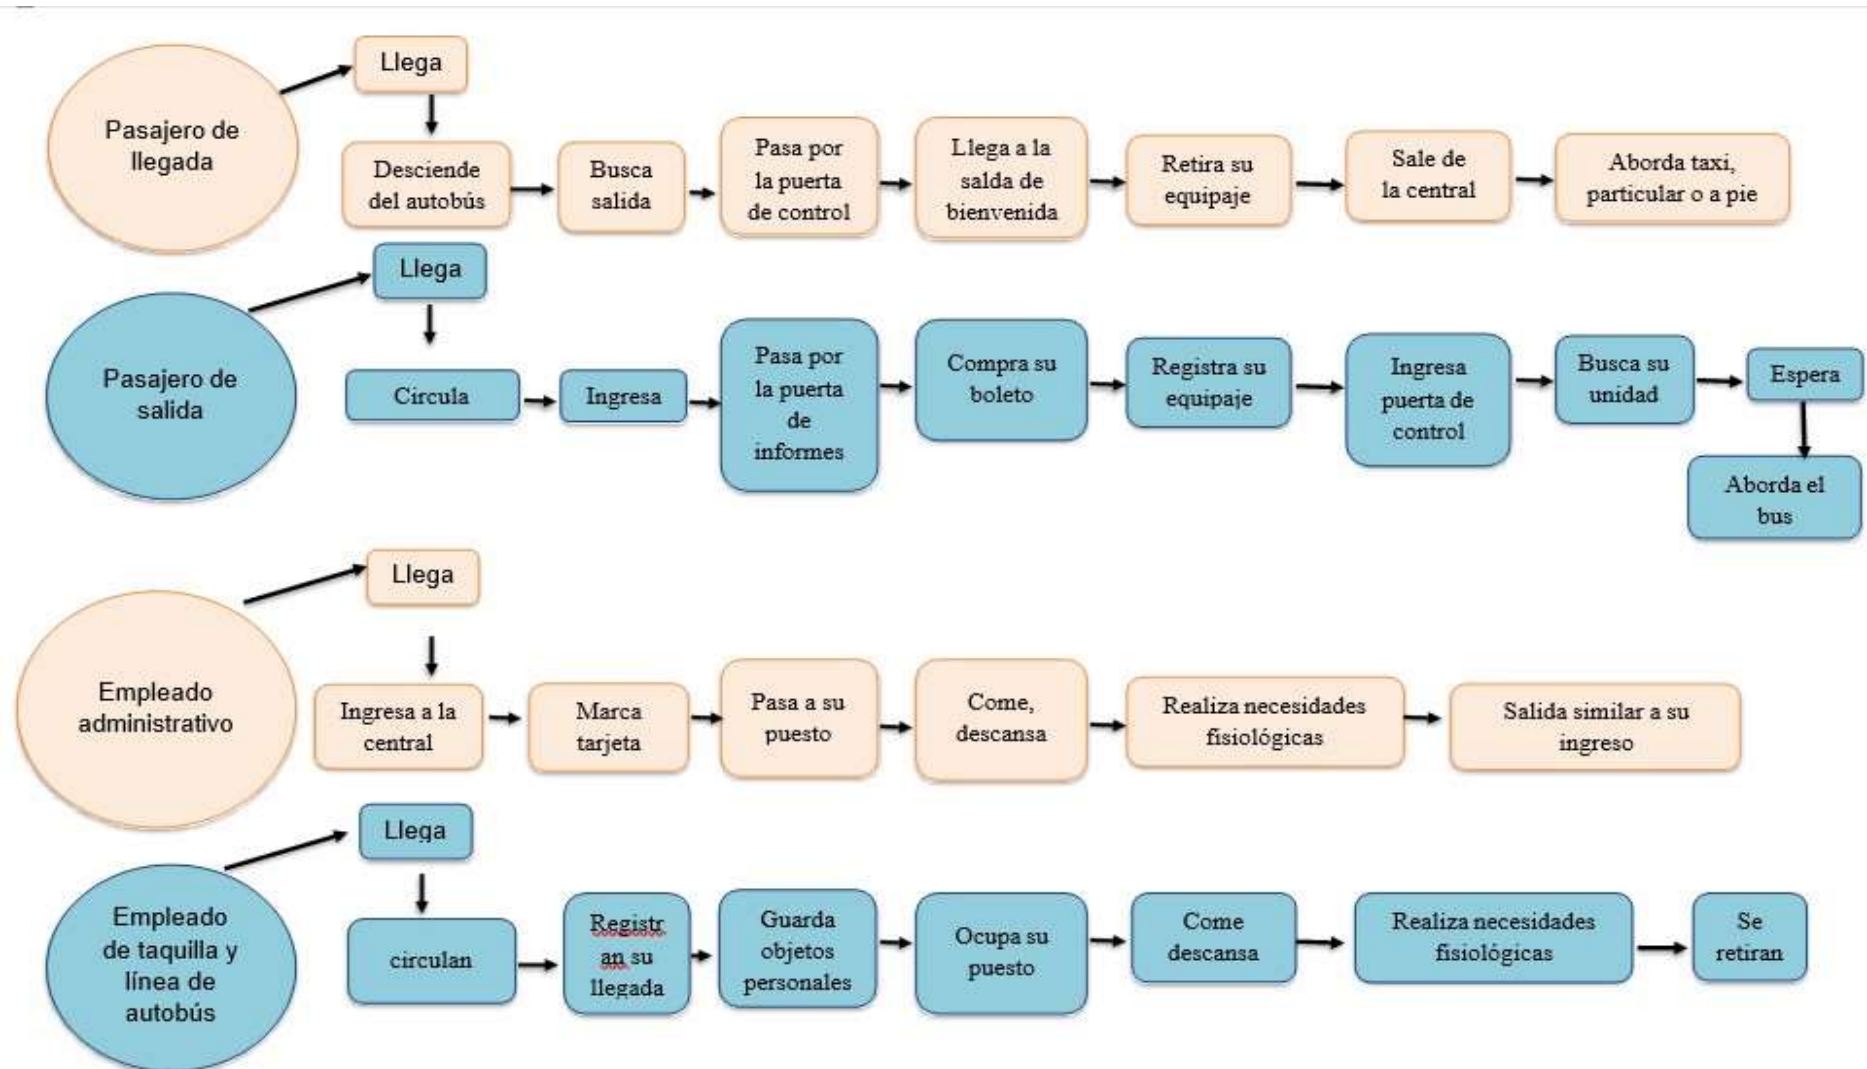 Pasajero de
llegada
Llega
Desciende
del autobús
Busca
salida
Pasa por
la puerta
de control
Llega a la
salda de
bienvenida
Retira su
equipaje
Sale de
la central
Aborda taxi,
particular o a pie
Pasajero de
salida
Llega
Circula
Ingresa
Pasa por
la puerta
de
informes
Compra su
boleto
Registra su
equipaje
Ingresa
puerta de
control
Busca su
unidad
Espera
Aborda el
bus
Empleado
administrativo
Llega
Ingresa a la
central
Marca
tarjeta
Pasa a su
puesto
Come,
descansa
Realiza necesidades
fisiológicas
Salida similar a su
ingreso
Empleado
de taquilla y
línea de
autobús
Llega
circulan
Registr
an su
llegada
Guarda
objetos
personales
Ocupa su
puesto
Come
descansa
Realiza necesidades
fisiológicas
Se
retiran